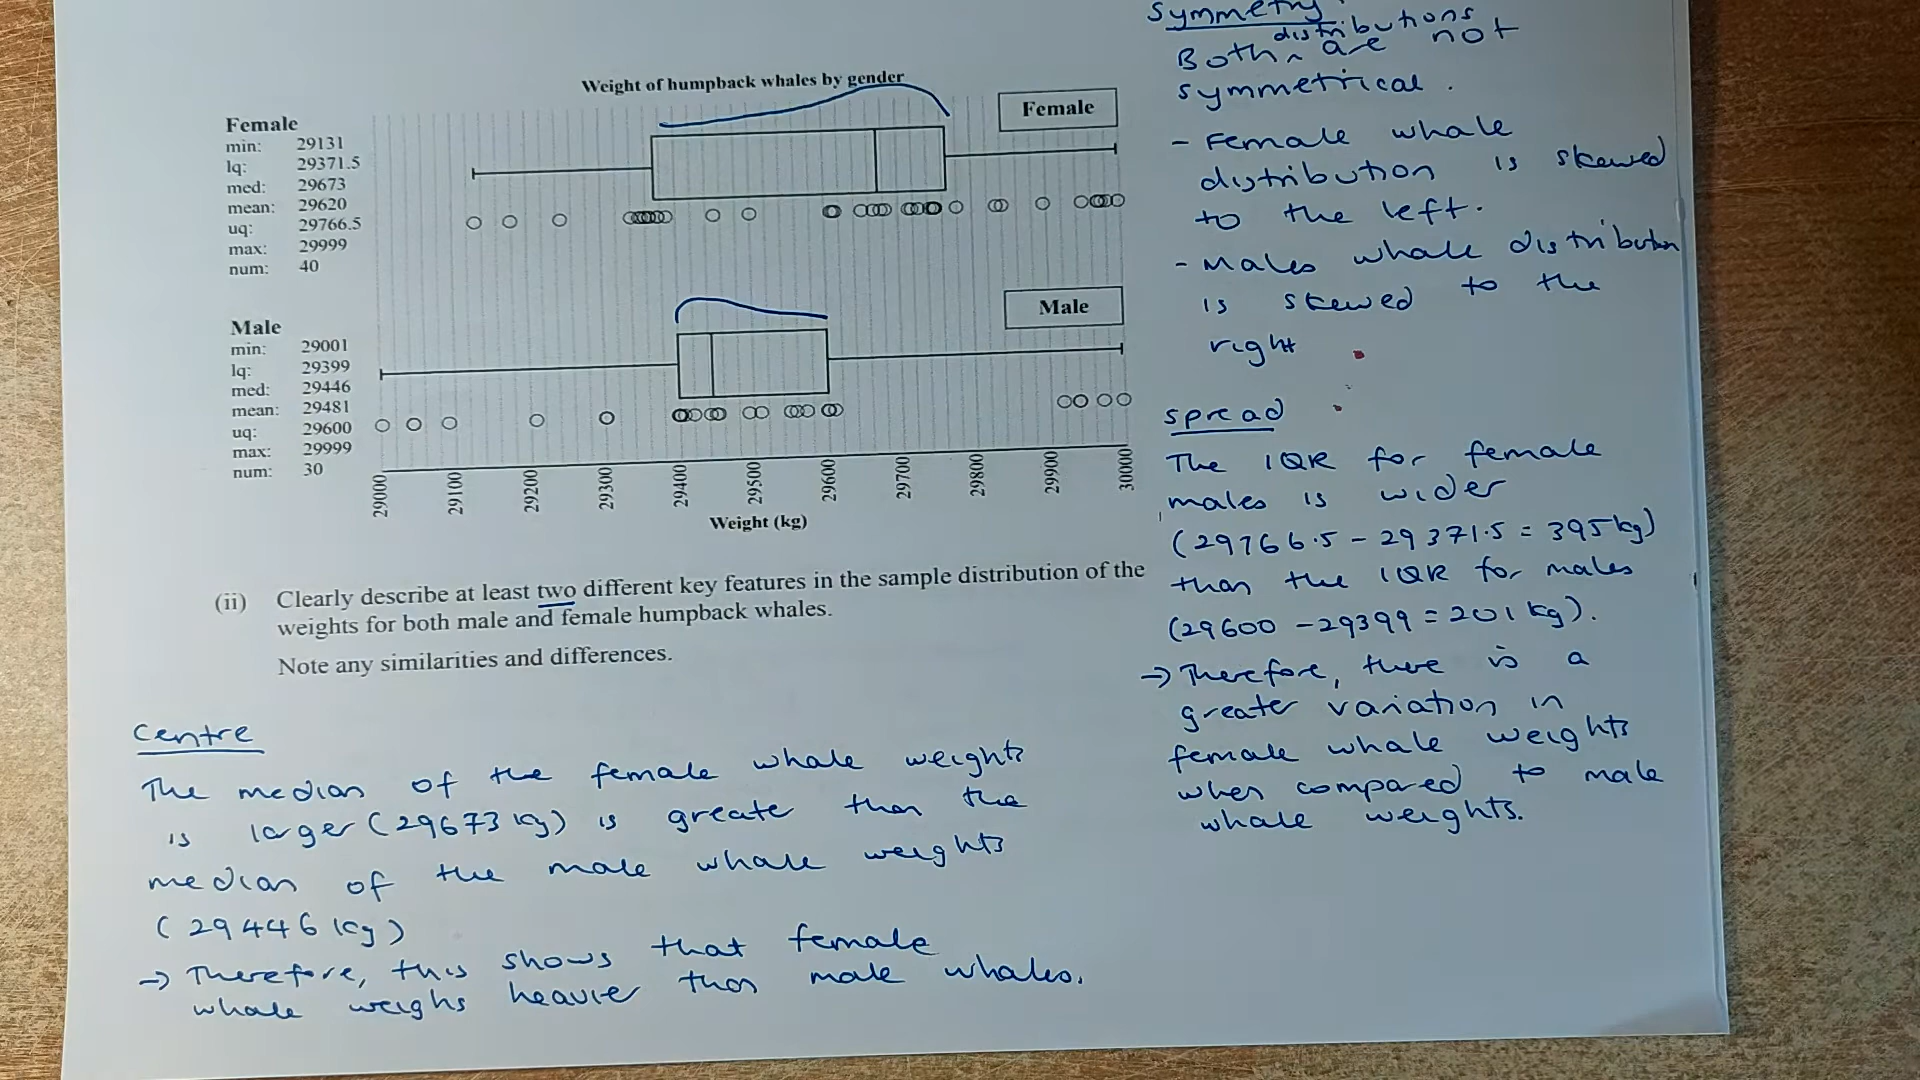 Weight of humpback whales by gender
Female
Female
min: 29131
lq: 29371.5
med: 29673
mean: 29620
uq: 29766.5
max: 29999
num: 40
Male
Male
min: 29001
lq: 29399
med: 29446
mean: 29481
uq: 29600
max: 29999
num: 30
29000 29100 29200 29300 29400 29500 29600 29700 29800 29900 30000
Weight (kg)
(ii) Clearly describe at least two different key features in the sample distribution of the
weights for both male and female humpback whales.
Note any similarities and differences.
Centre
The median of the female whale weights
is larger (29673 kg) is greate than the
median of the male whale weights
(29446 kg)
→ Therefore, this shows that female
whale weighs heavier than male whales.
Symmetry
distributions
Both ^ are not
symmetrical.
- Female whale
distribution is skewed
to the left.
- Males whale distribution
is skewed to the
right
Spread
The IQR for female
males is wider
(29766.5 - 29371.5 = 395kg)
than the IQR for males
(29600 - 29399 = 201 kg).
→ Therefore, there is a
greater variation in
female whale weights
when compared to male
whale weights.